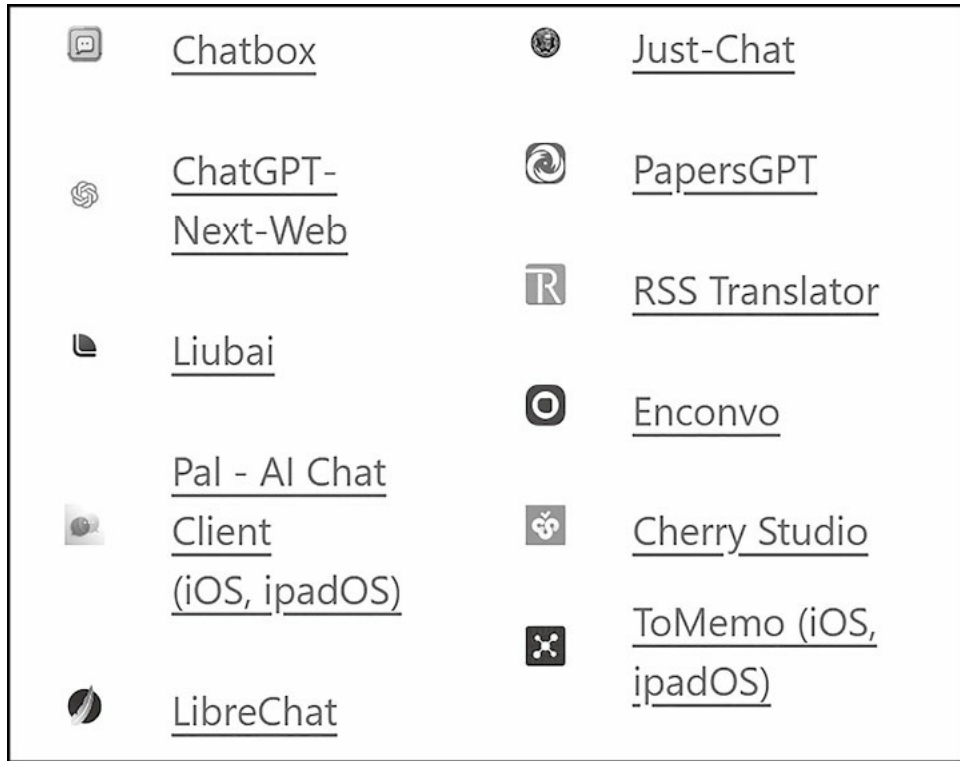 Chatbox
ChatGPT-
Next-Web
Liubai
Pal - AI Chat
Client
(iOS, ipadOS)
LibreChat
Just-Chat
PapersGPT
RSS Translator
Enconvo
Cherry Studio
ToMemo (iOS,
ipadOS)